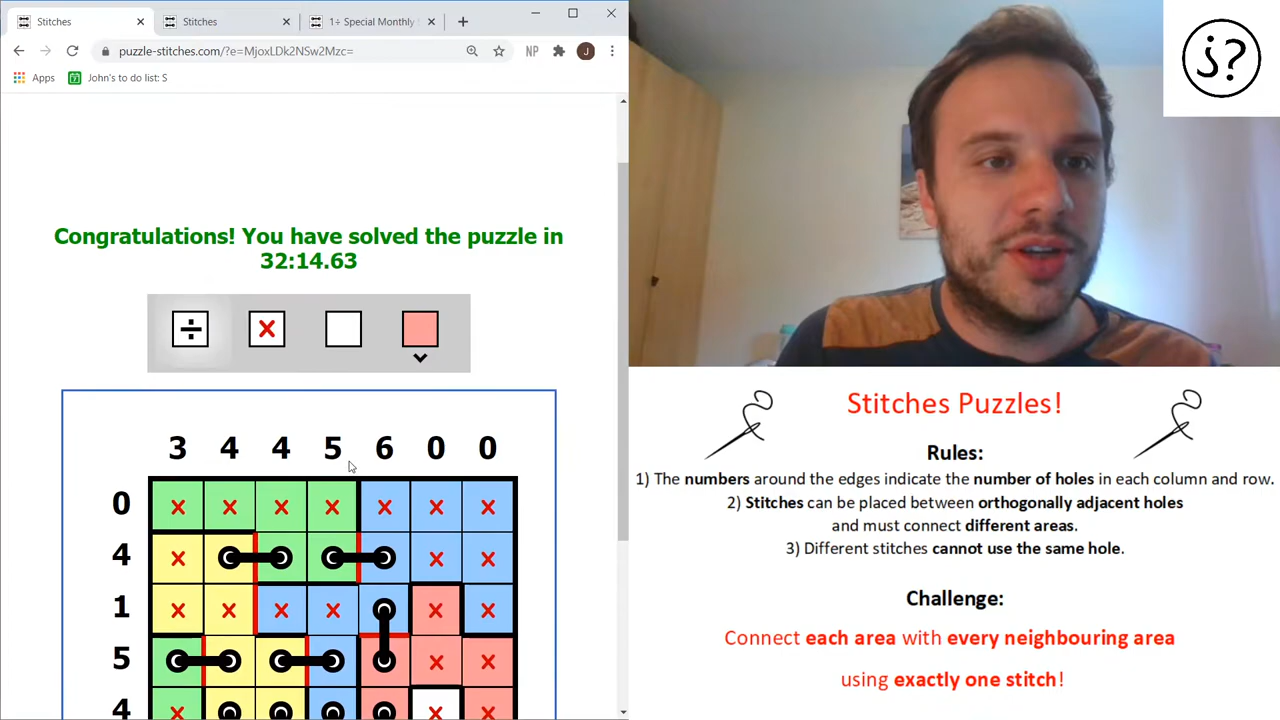 Stitches
Stitches
1÷ Special Monthly
puzzle-stitches.com/?e=MjoxLDk2NSw2Mzc=
NP
J
Apps
John's to do list: S
Congratulations! You have solved the puzzle in
32:14.63
3 4 4 5 6 0 0
0
4
1
5
4
j?
Stitches Puzzles!
Rules:
1) The numbers around the edges indicate the number of holes in each column and row.
2) Stitches can be placed between orthogonally adjacent holes
and must connect different areas.
3) Different stitches cannot use the same hole.
Challenge:
Connect each area with every neighbouring area
using exactly one stitch!